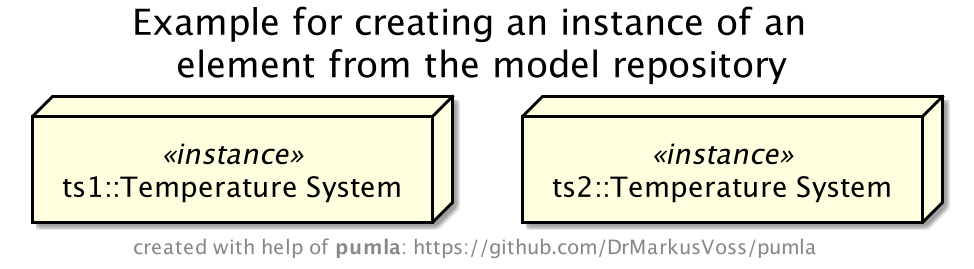 Example for creating an instance of an
element from the model repository
«instance»
ts1::Temperature System
«instance»
ts2::Temperature System
created with help of pumla: https://github.com/DrMarkusVoss/pumla